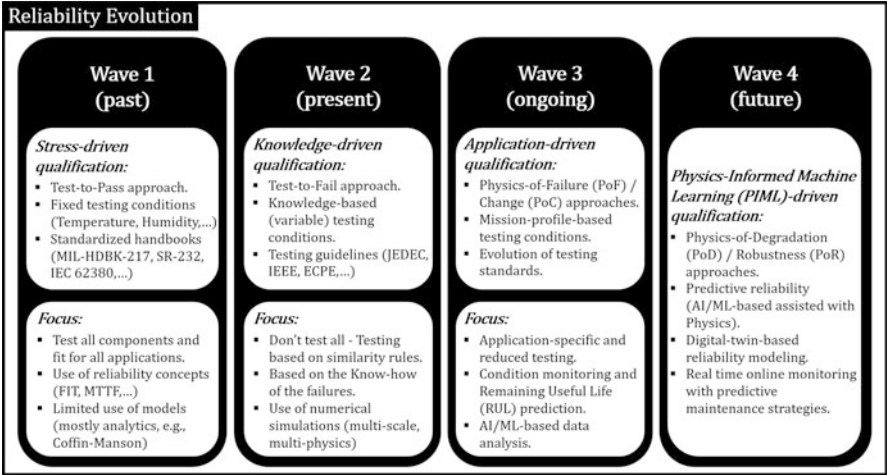 Reliability Evolution
Wave 1
(past)
Stress-driven
qualification:
▪ Test-to-Pass approach.
▪ Fixed testing conditions
(Temperature, Humidity,...)
▪ Standardized handbooks
(MIL-HDBK-217, SR-232,
IEC 62380,...)
Focus:
▪ Test all components and
fit for all applications.
▪ Use of reliability concepts
(FIT, MTTF,...)
▪ Limited use of models
(mostly analytics, e.g.,
Coffin-Manson)
Wave 2
(present)
Knowledge-driven
qualification:
▪ Test-to-Fail approach.
▪ Knowledge-based
(variable) testing
conditions.
▪ Testing guidelines (JEDEC,
IEEE, ECPE,...)
Focus:
▪ Don't test all - Testing
based on similarity rules.
▪ Based on the Know-how
of the failures.
▪ Use of numerical
simulations (multi-scale,
multi-physics)
Wave 3
(ongoing)
Application-driven
qualification:
▪ Physics-of-Failure (PoF) /
Change (PoC) approaches.
▪ Mission-profile-based
testing conditions.
▪ Evolution of testing
standards.
Focus:
▪ Application-specific and
reduced testing.
▪ Condition monitoring and
Remaining Useful Life
(RUL) prediction.
▪ AI/ML-based data
analysis.
Wave 4
(future)
Physics-Informed Machine
Learning (PIML)-driven
qualification:
▪ Physics-of-Degradation
(PoD) / Robustness (PoR)
approaches.
▪ Predictive reliability
(AI/ML-based assisted with
Physics).
▪ Digital-twin-based
reliability modeling.
▪ Real time online monitoring
with predictive
maintenance strategies.